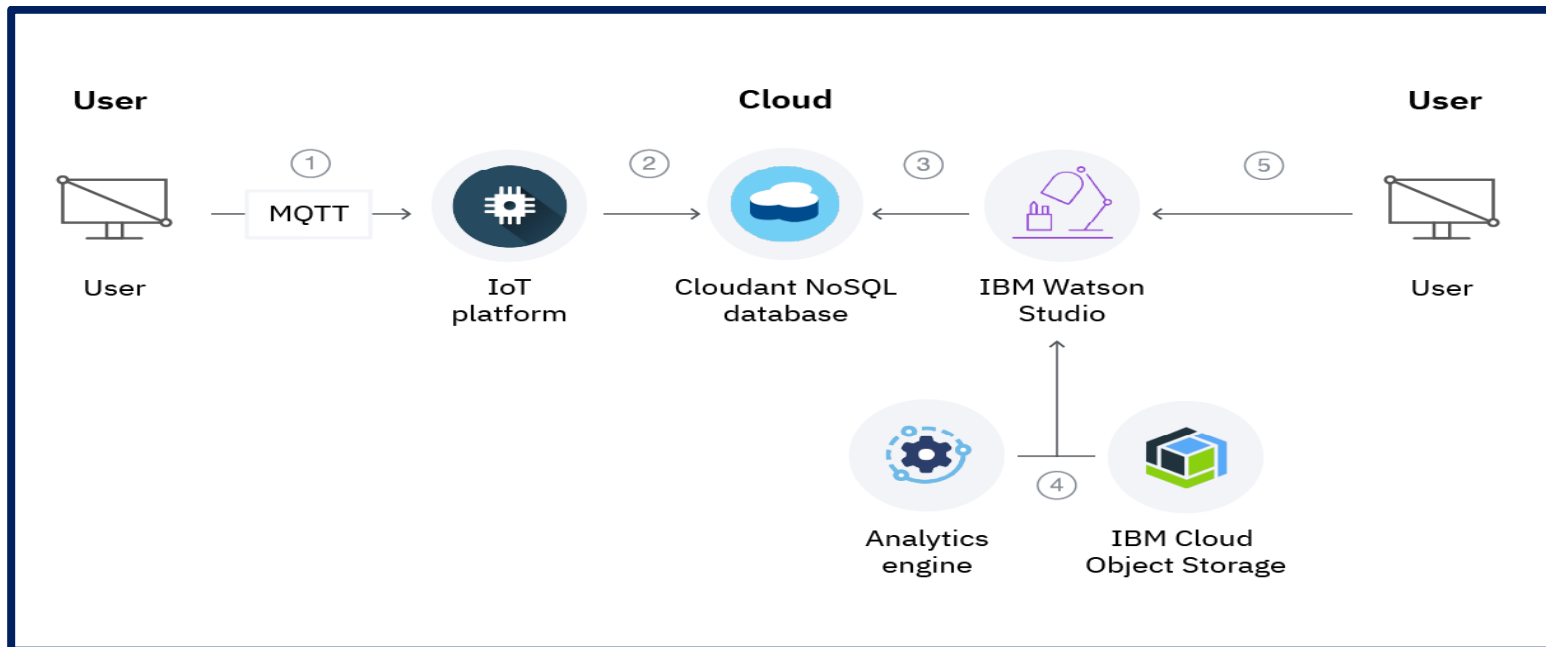 User
Cloud
User
1
2
3
5
MQTT
User
IoT
platform
Cloudant NoSQL
database
IBM Watson
Studio
User
4
Analytics
engine
IBM Cloud
Object Storage